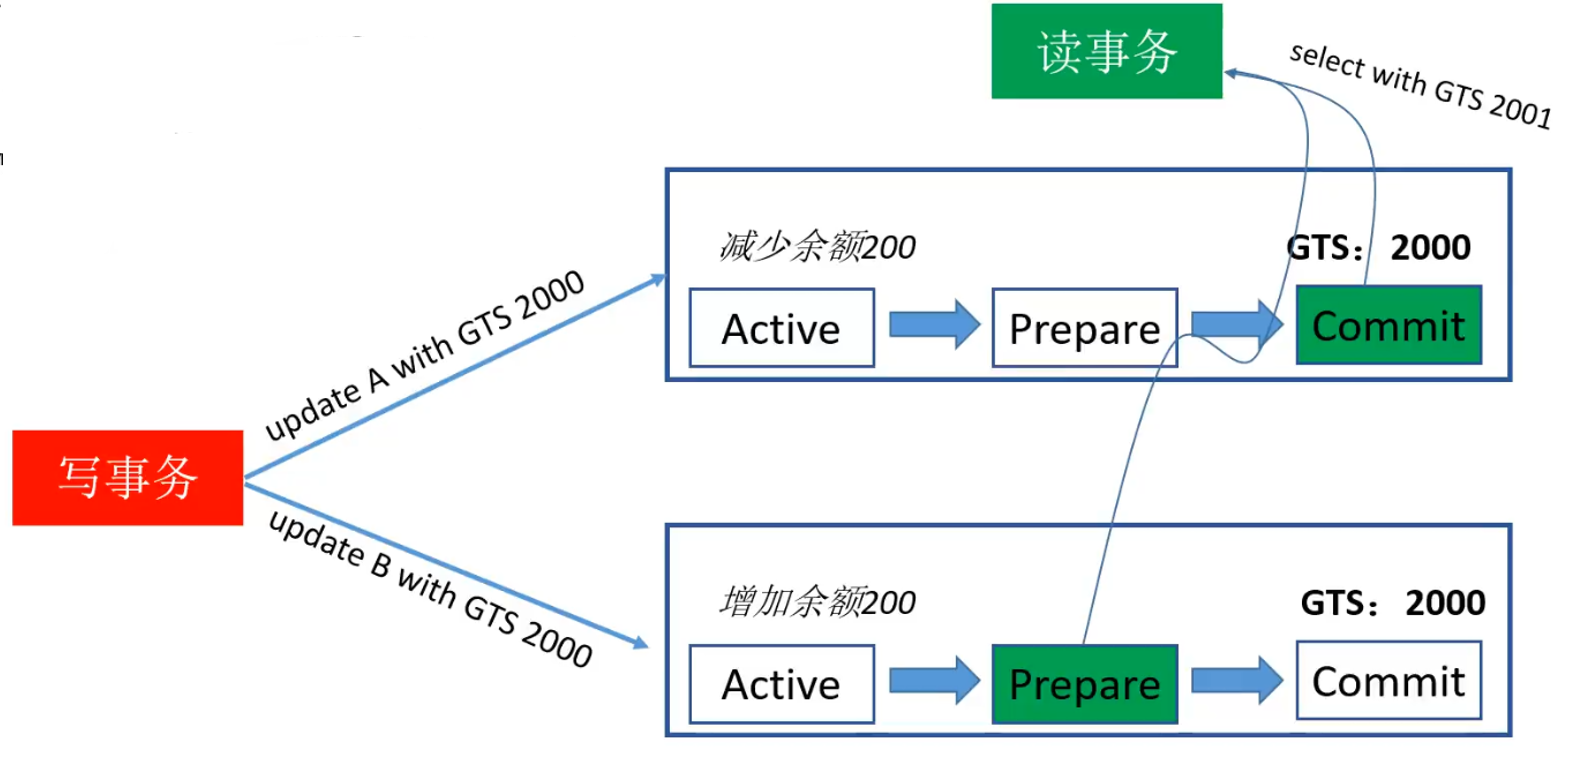 读事务
select with GTS 2001
减少余额200
GTS： 2000
Active
Prepare
Commit
update A with GTS 2000
写事务
update B with GTS 2000
增加余额200
GTS： 2000
Active
Prepare
Commit